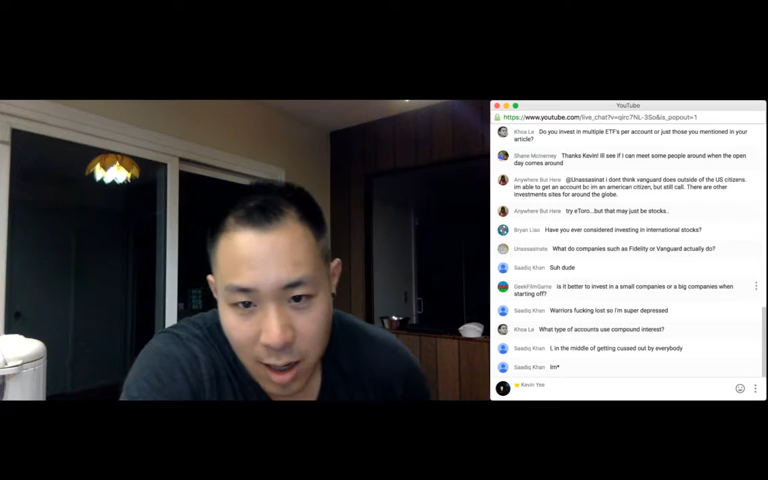 YouTube
https://www.youtube.com/live_chat?v=qirc7NL-3So&is_popout=1
Khoa Le Do you invest in multiple ETF's per account or just those you mentioned in your
article?
Shane McInerney Thanks Kevin! Ill see if I can meet some people around when the open
day comes around
Anywhere But Here @Unassasinat i dont think vanguard does outside of the US citizens.
im able to get an account bc im an american citizen, but still call. There are other
investments sites around the globe.
Anywhere But Here try eToro...but that may just be stocks..
Bryan Liao Have you ever considered investing in international stocks?
Unassasinate What do companies such as Fidelity or Vanguard actually do?
Saadiq Khan Suh dude
GeekFilmGame is it better to invest in a small companies or a big companies when
starting off?
Saadiq Khan Warriors fucking lost so I'm super depressed
Khoa Le What type of accounts use compound interest?
Saadiq Khan I, in the middle of getting cussed out by everybody
Saadiq Khan Im*
Kevin Yee